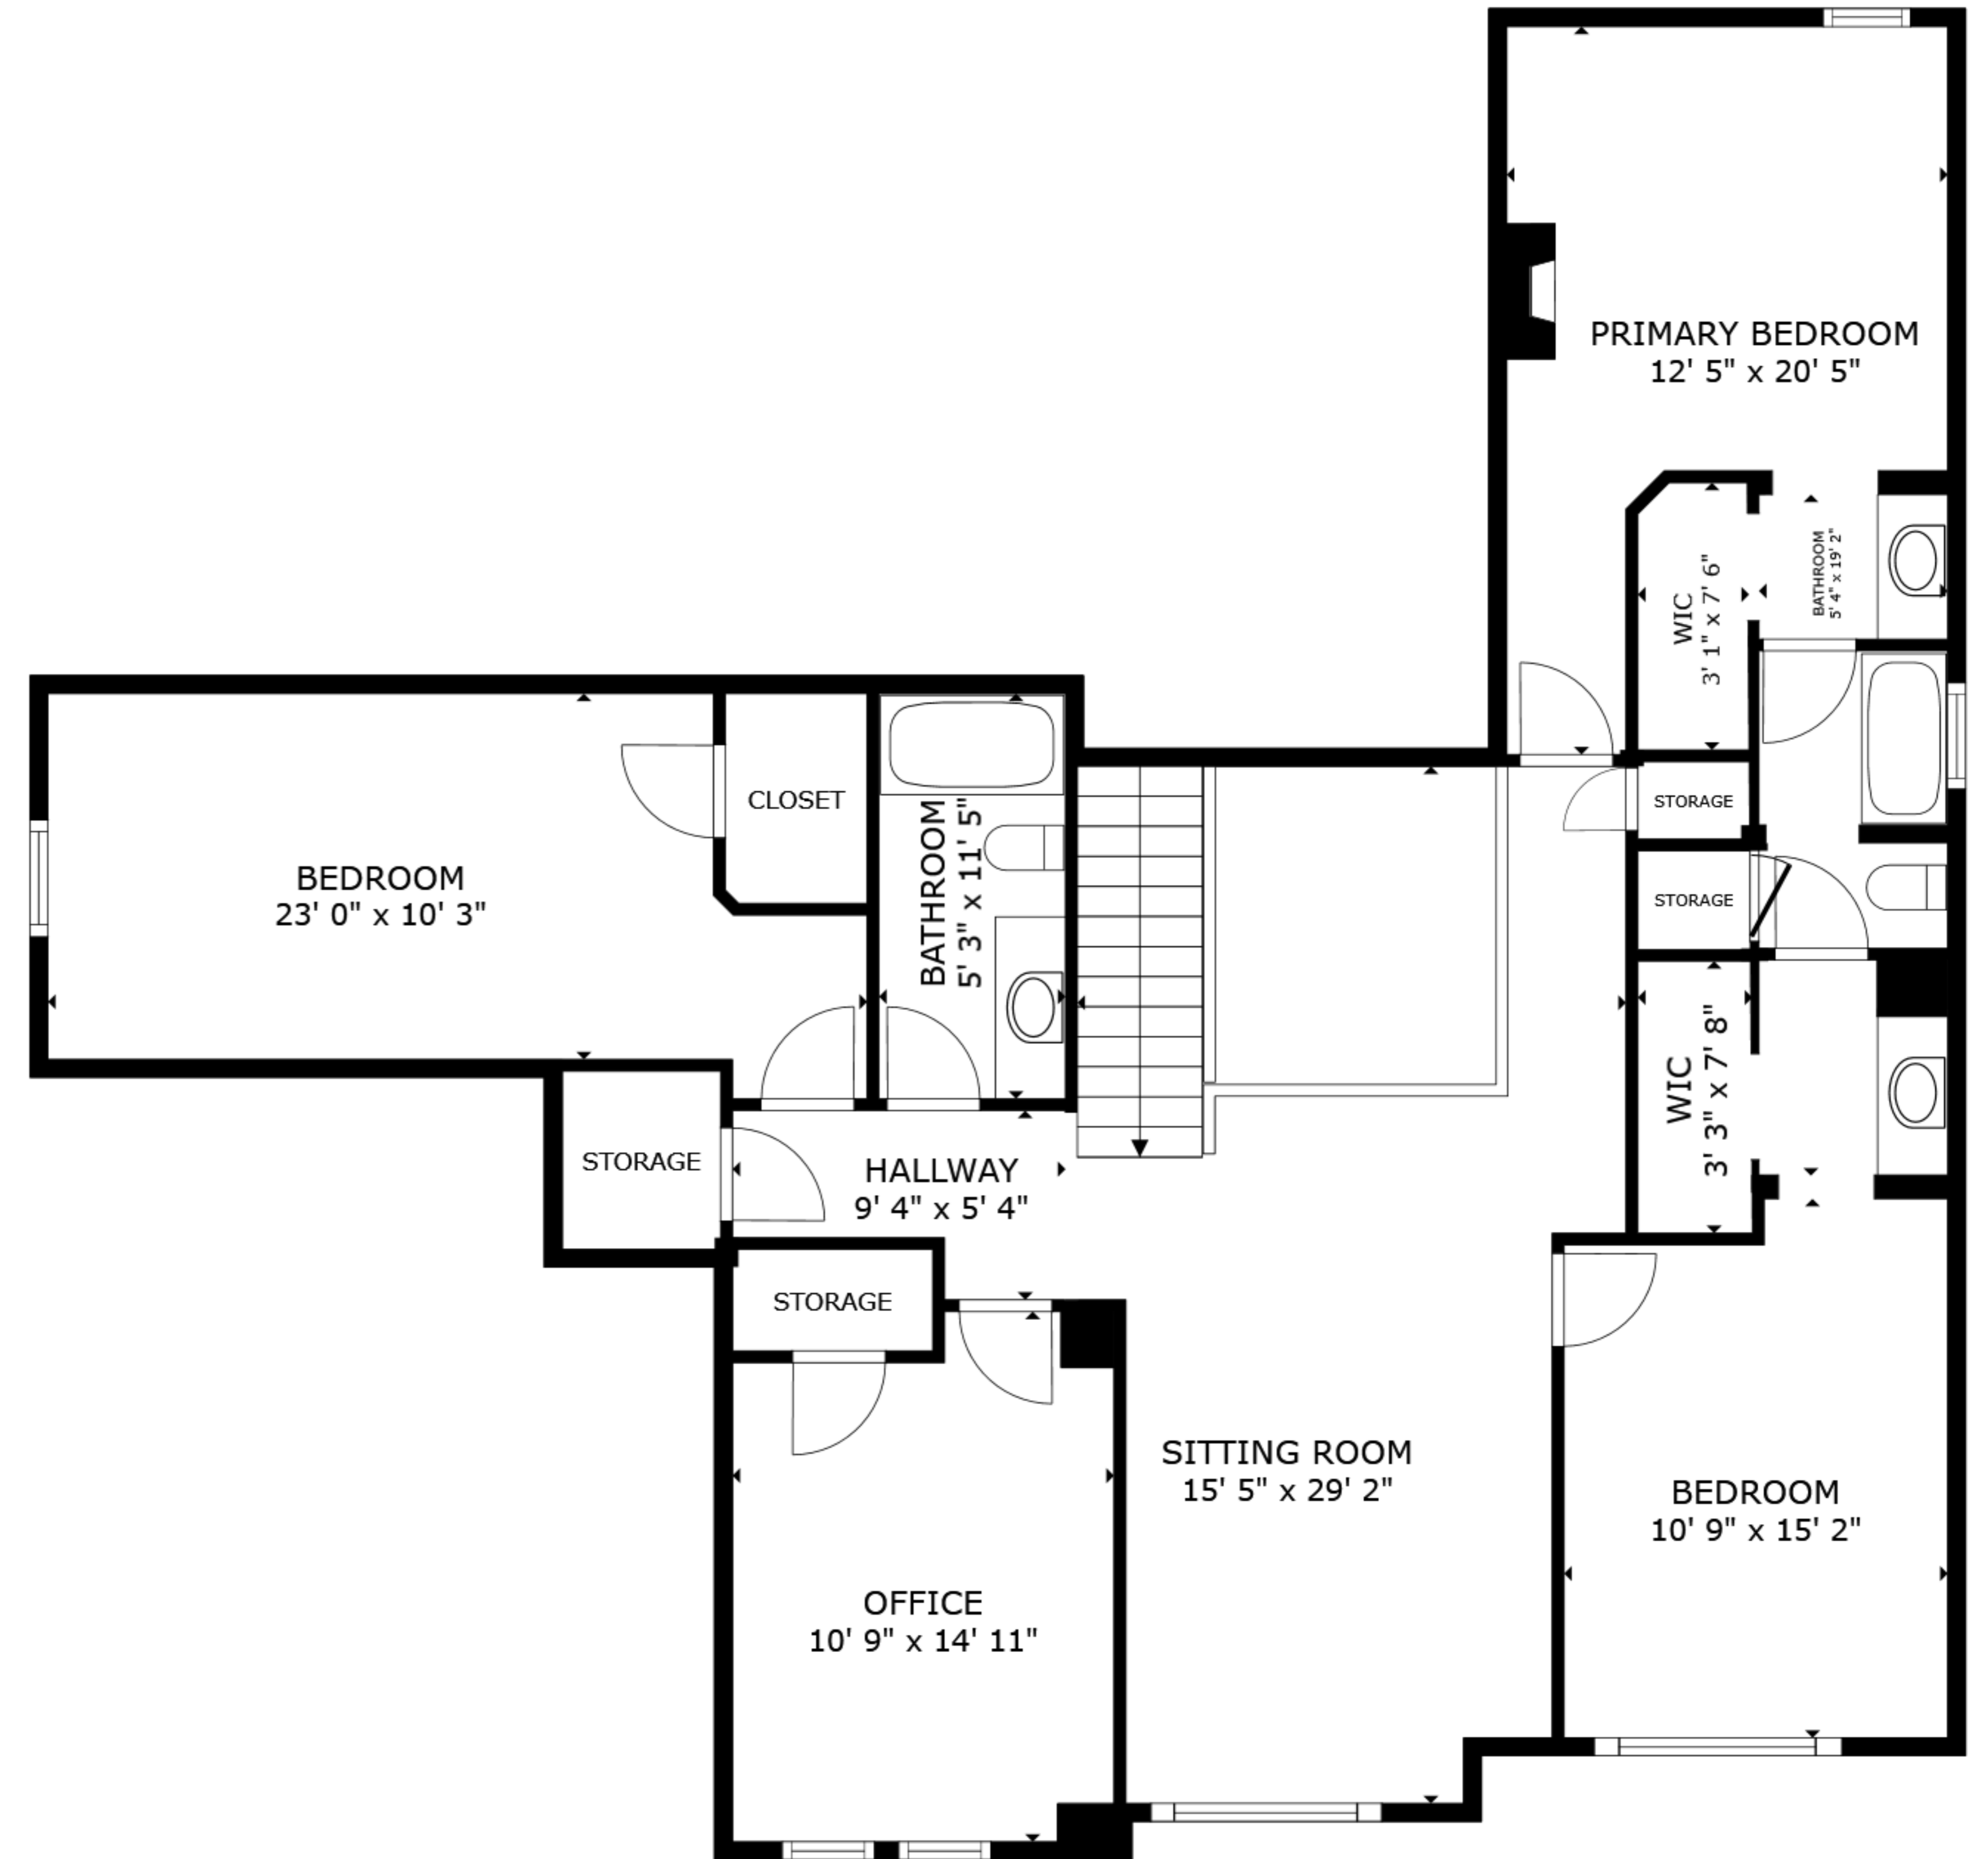 PRIMARY BEDROOM
12' 5" x 20' 5"
BATHROOM
5' 4" x 19' 2"
WIC
3' 1" x 7' 6"
CLOSET
STORAGE
BEDROOM
23' 0" x 10' 3"
BATHROOM
5' 3" x 11' 5"
STORAGE
WIC
3' 3" x 7' 8"
STORAGE
HALLWAY
9' 4" x 5' 4"
STORAGE
SITTING ROOM
15' 5" x 29' 2"
BEDROOM
10' 9" x 15' 2"
OFFICE
10' 9" x 14' 11"